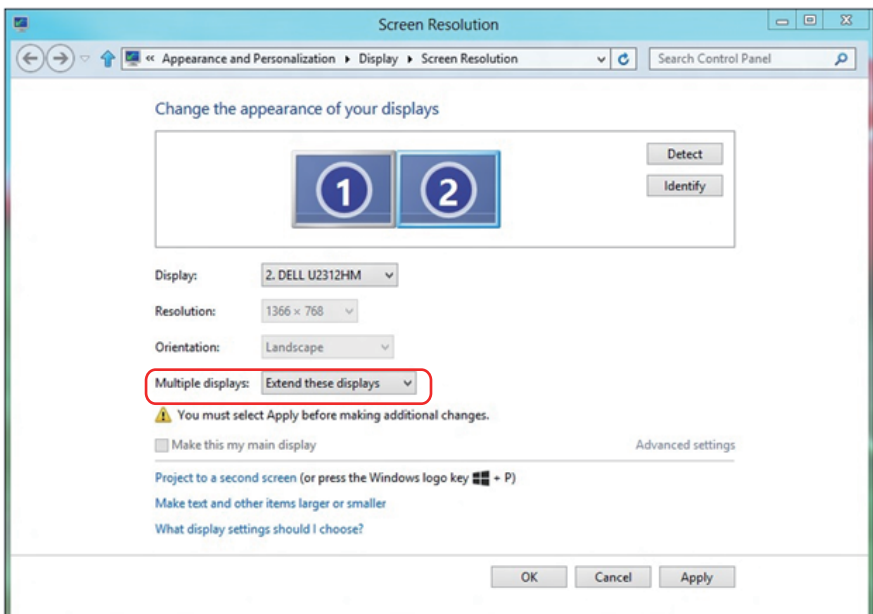 Screen Resolution
« Appearance and Personalization ▸ Display ▸ Screen Resolution
Search Control Panel
Change the appearance of your displays
1 2
Detect
Identify
Display: 2. DELL U2312HM
Resolution: 1366 × 768
Orientation: Landscape
Multiple displays: Extend these displays
You must select Apply before making additional changes.
Make this my main display
Advanced settings
Project to a second screen (or press the Windows logo key + P)
Make text and other items larger or smaller
What display settings should I choose?
OK Cancel Apply